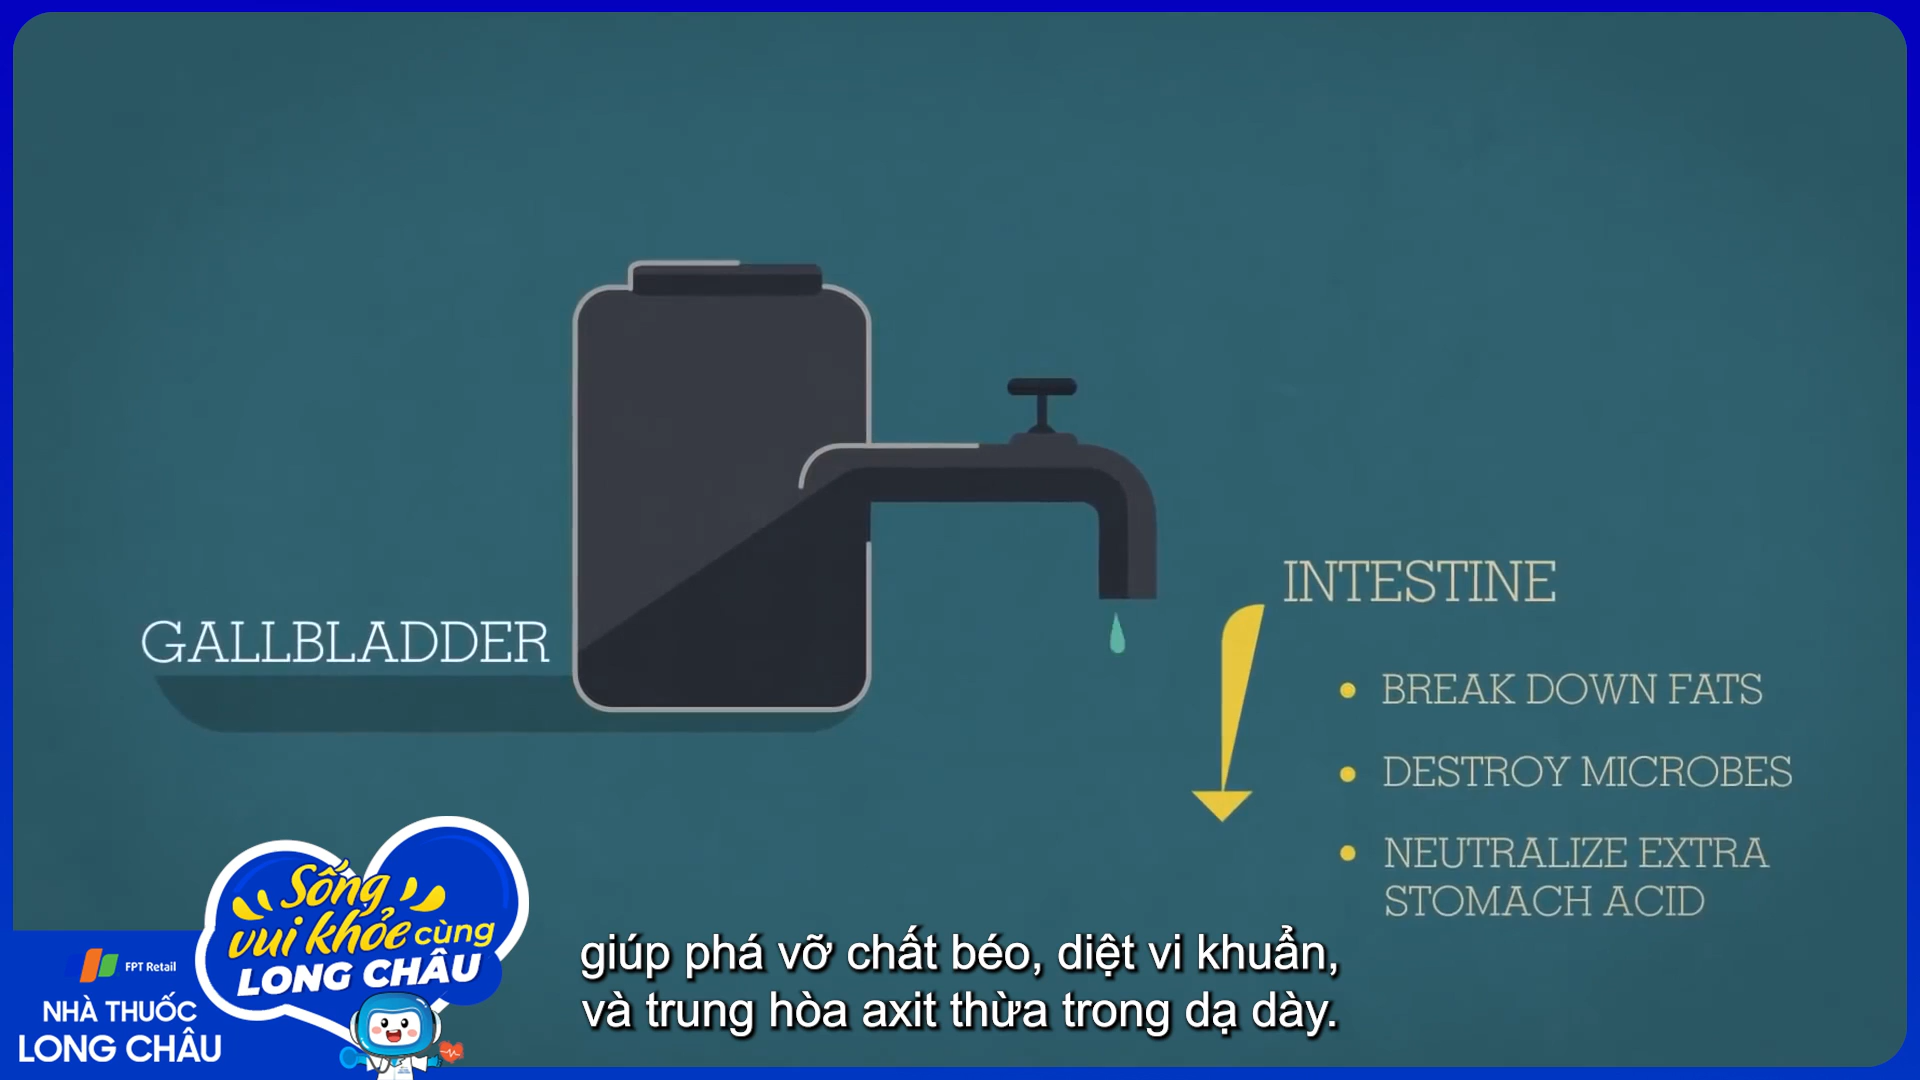 GALLBLADDER
INTESTINE
BREAK DOWN FATS
DESTROY MICROBES
NEUTRALIZE EXTRA
STOMACH ACID
giúp phá vỡ chất béo, diệt vi khuẩn,
và trung hòa axit thừa trong dạ dày.
Sống
vui khỏe cùng
LONG CHÂU
FPT Retail
NHÀ THUỐC
LONG CHÂU